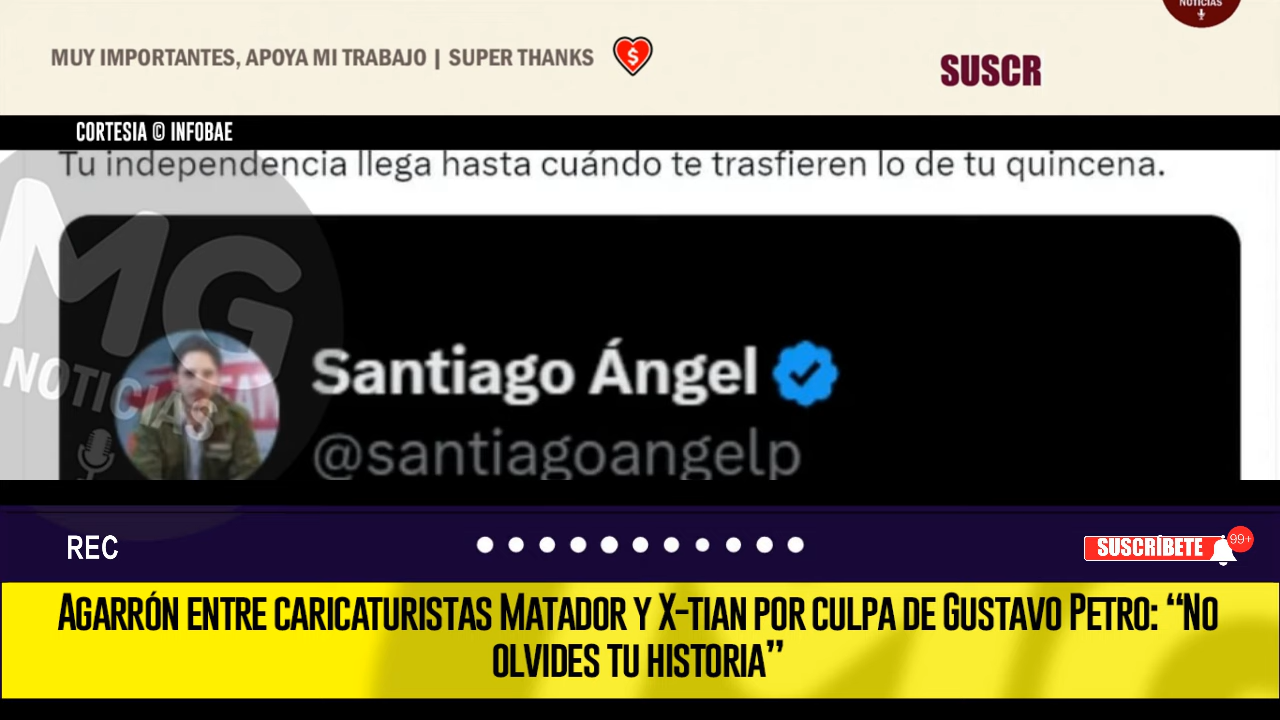 NOTICIAS
MUY IMPORTANTES, APOYA MI TRABAJO | SUPER THANKS
$
SUSCR
CORTESIA © INFOBAE
Tu independencia llega hasta cuándo te trasfieren lo de tu quincena.
MG
NOTICIAS
Santiago Ángel
@santiagoangelp
REC
SUSCRÍBETE
99+
AGARRÓN ENTRE CARICATURISTAS MATADOR Y X-TIAN POR CULPA DE GUSTAVO PETRO: “NO
OLVIDES TU HISTORIA”